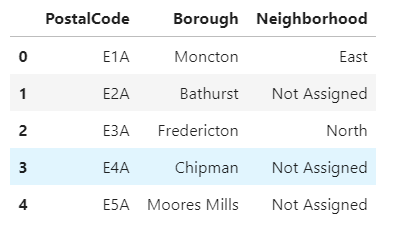 PostalCode Borough Neighborhood
0 E1A Moncton East
1 E2A Bathurst Not Assigned
2 E3A Fredericton North
3 E4A Chipman Not Assigned
4 E5A Moores Mills Not Assigned